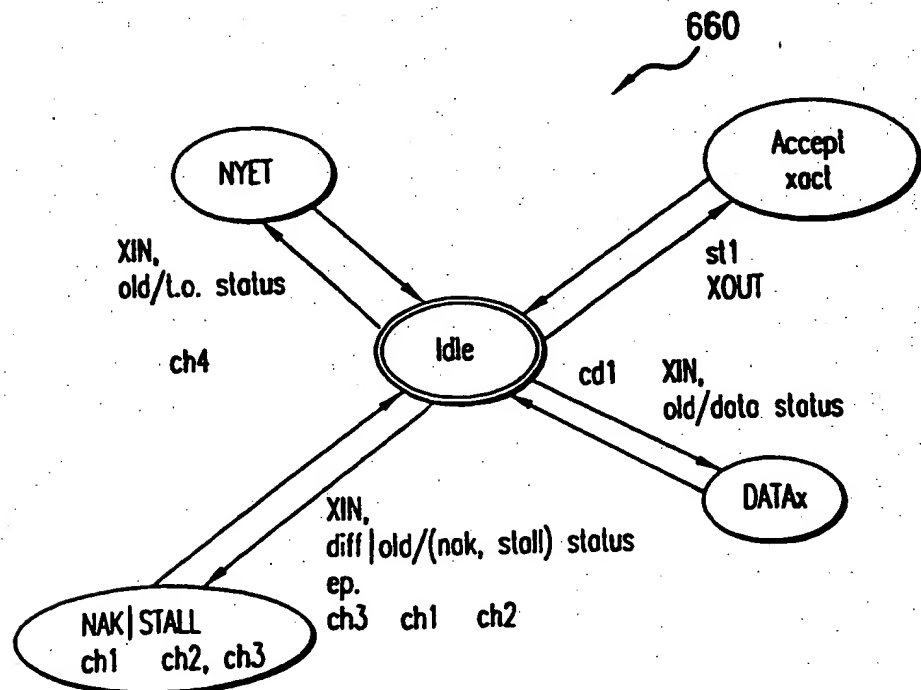 660
NYET
Accept
xact
XIN,
old/t.o. status
st1
XOUT
ch4
Idle
cd1
XIN,
old/data status
DATAx
XIN,
diff|old/(nak, stall) status
ep.
ch3 ch1 ch2
NAK|STALL
ch1 ch2, ch3